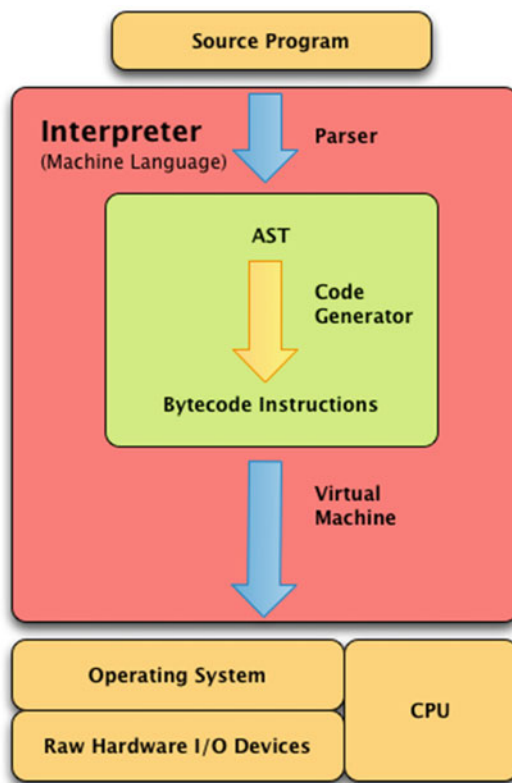 Source Program
Interpreter
(Machine Language)
Parser
AST
Code
Generator
Bytecode Instructions
Virtual
Machine
Operating System
CPU
Raw Hardware I/O Devices